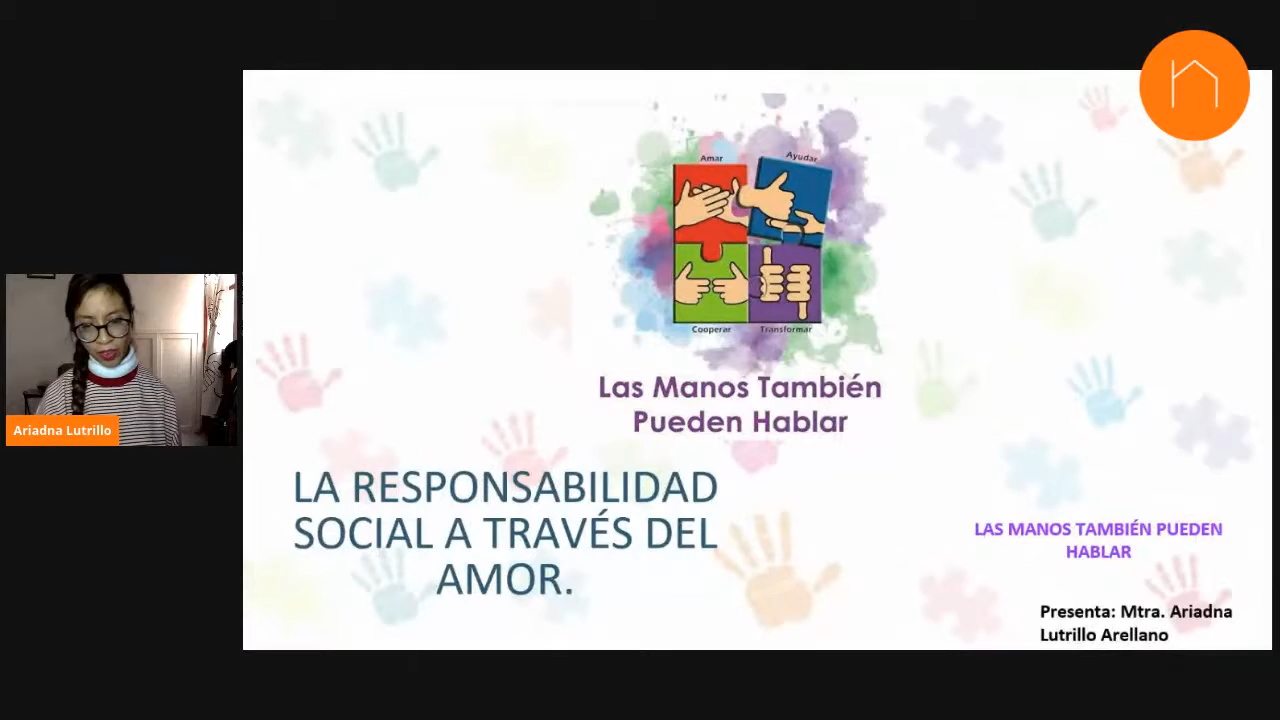 Amar
Ayudar
Cooperar
Transformar
Las Manos También
Pueden Hablar
LA RESPONSABILIDAD
SOCIAL A TRAVÉS DEL
AMOR.
LAS MANOS TAMBIÉN PUEDEN
HABLAR
Presenta: Mtra. Ariadna
Lutrillo Arellano
Ariadna Lutrillo